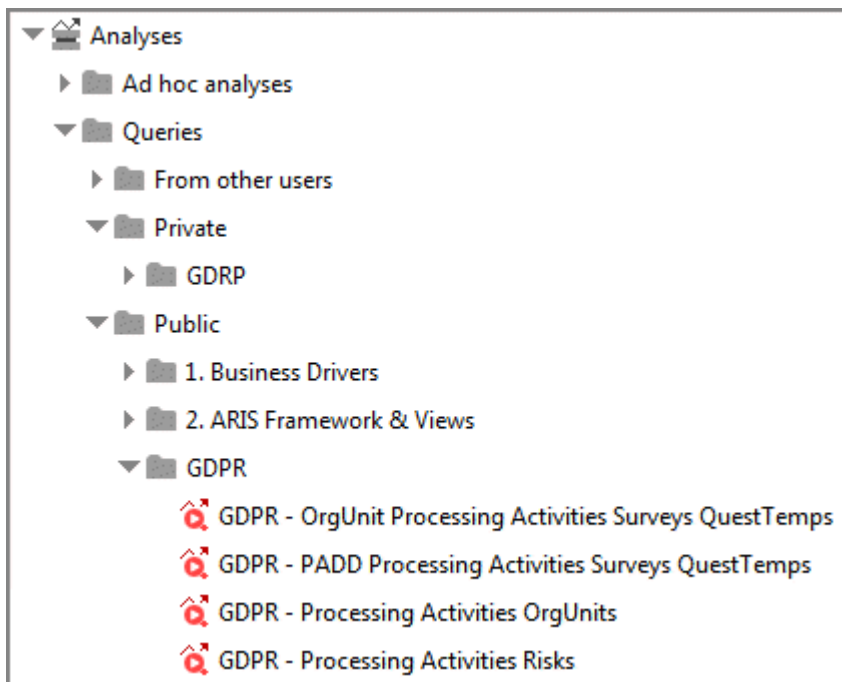 Analyses
Ad hoc analyses
Queries
From other users
Private
GDRP
Public
1. Business Drivers
2. ARIS Framework & Views
GDPR
GDPR - OrgUnit Processing Activities Surveys QuestTemps
GDPR - PADD Processing Activities Surveys QuestTemps
GDPR - Processing Activities OrgUnits
GDPR - Processing Activities Risks